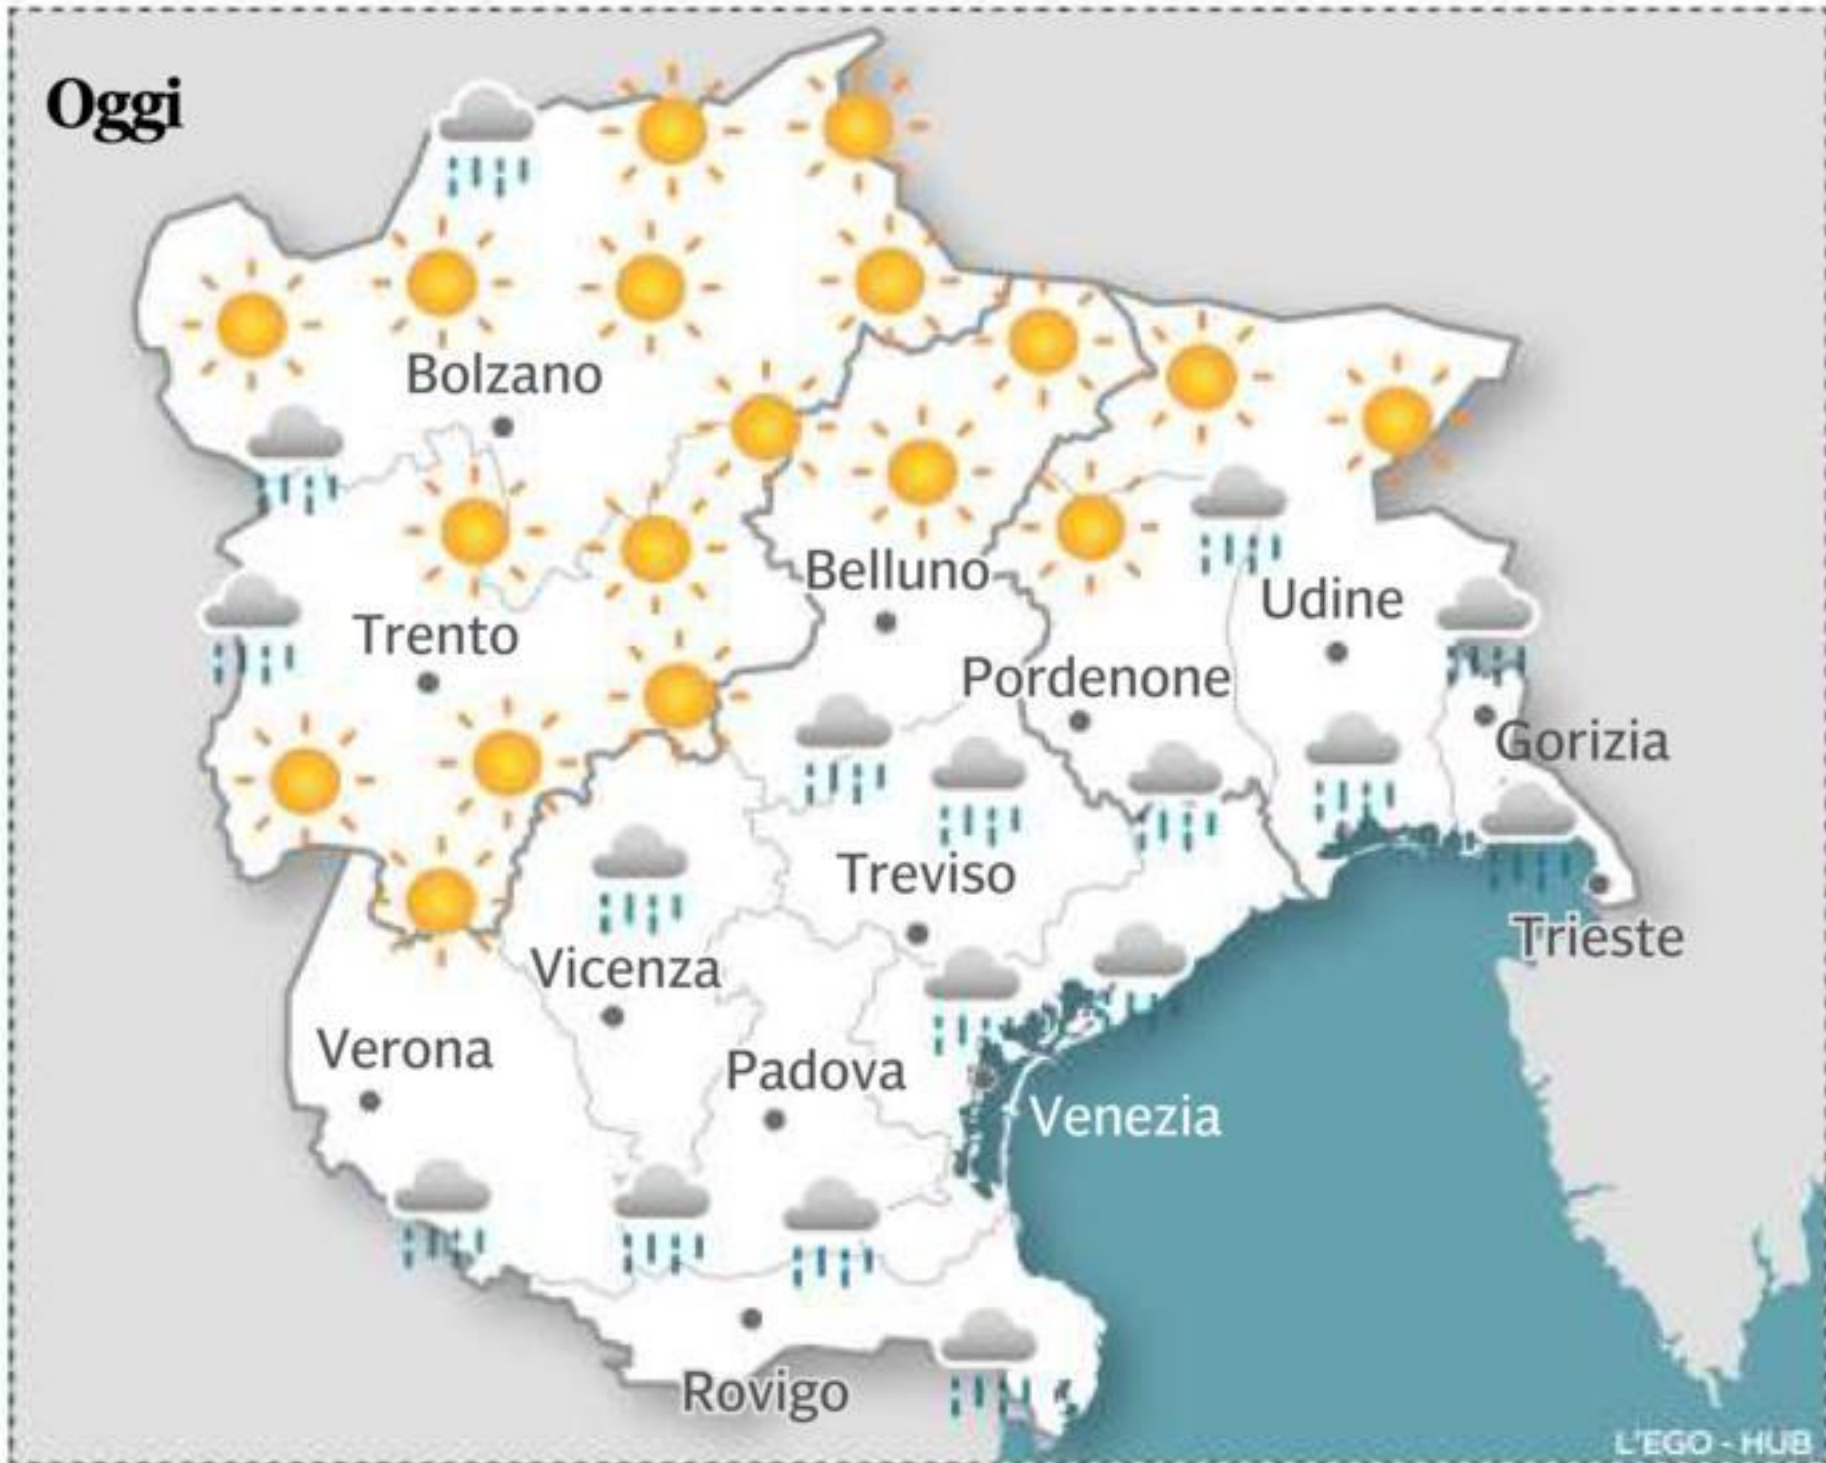 Oggi
Bolzano
Belluno
Udine
Trento
Pordenone
Gorizia
Treviso
Trieste
Vicenza
Verona
Padova
Venezia
Rovigo
L'EGO - HUB